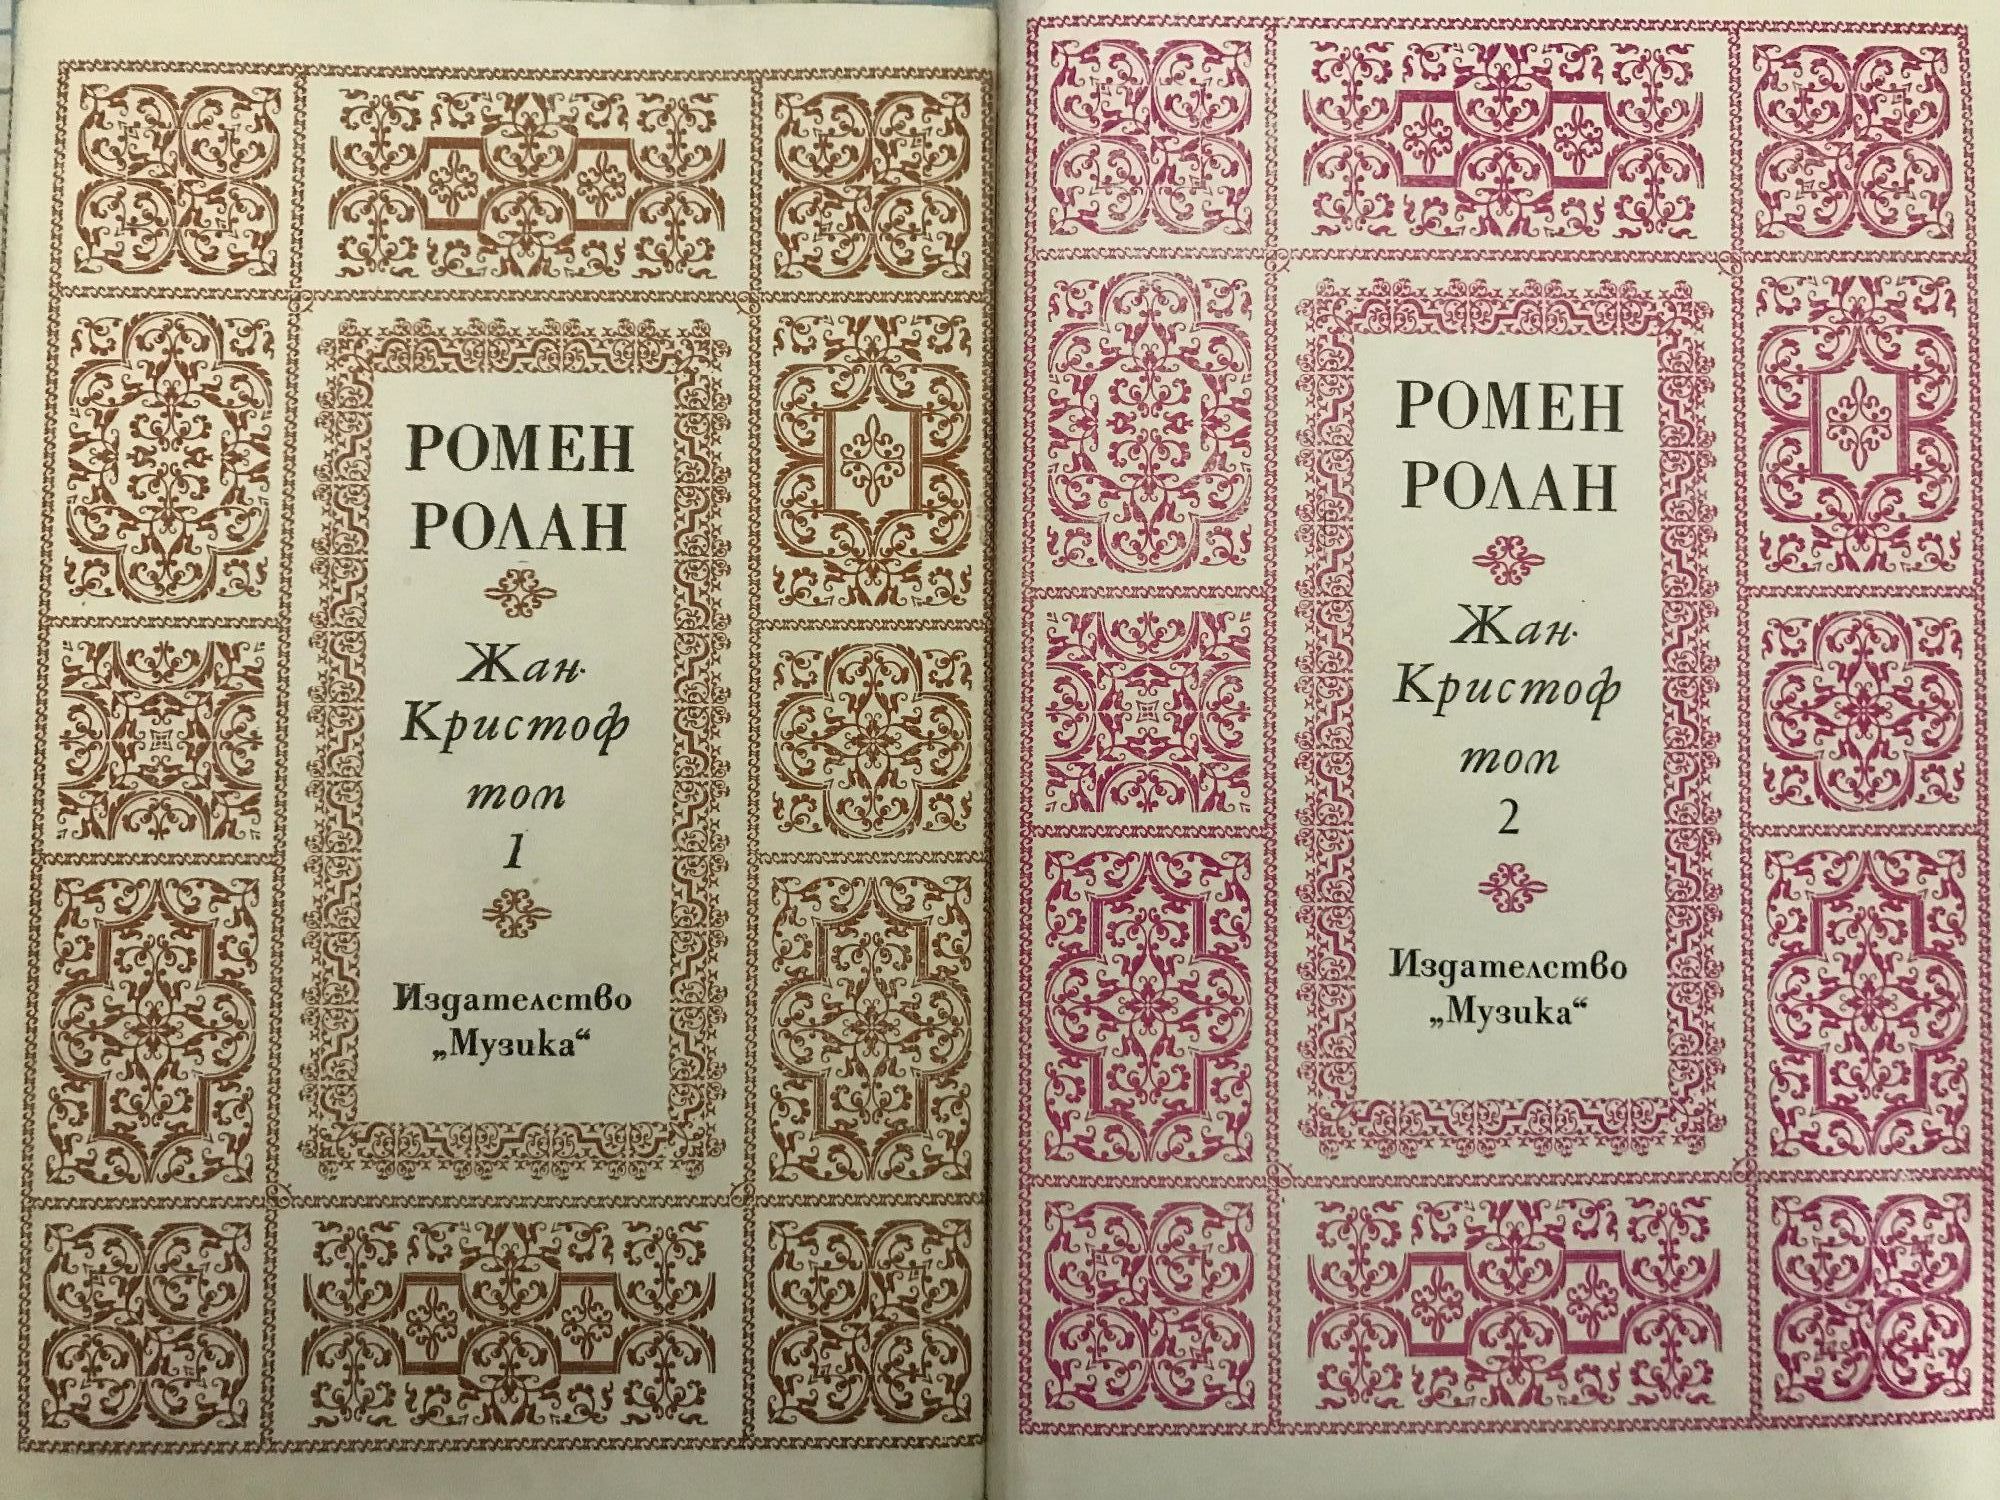 РОМЕН
РОЛАН
Жан-
Кристоф
том
1
Издателство
„Музика“
РОМЕН
РОЛАН
Жан-
Кристоф
том
2
Издателство
„Музика“